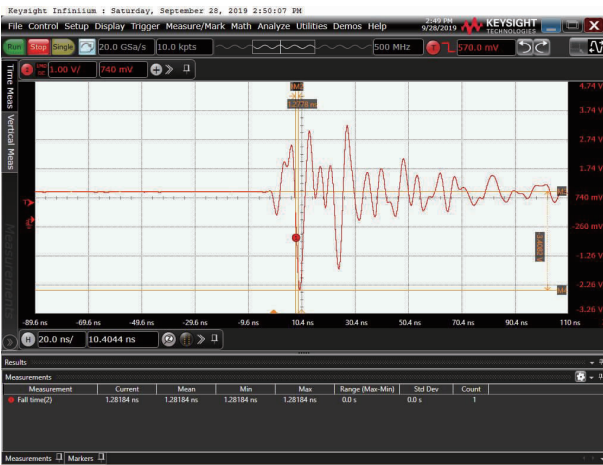 Keysight Infiniium : Saturday, September 28, 2019 2:50:07 PM
File Control Setup Display Trigger Measure/Mark Math Analyze Utilities Demos Help
2:49 PM
9/28/2019
KEYSIGHT
TECHNOLOGIES
Run Stop Single 20.0 GSa/s 10.0 kpts 500 MHz T 570.0 mV
1.00 V/ 740 mV
Time Meas
Vertical Meas
Measurements
4.74 V
3.74 V
2.74 V
1.74 V
740 mV
-260 mV
-1.26 V
-2.26 V
-3.26 V
-89.6 ns -69.6 ns -49.6 ns -29.6 ns -9.6 ns 10.4 ns 30.4 ns 50.4 ns 70.4 ns 90.4 ns 110 ns
H 20.0 ns/ 10.4044 ns
Results
Measurements
Measurement Current Mean Min Max Range (Max-Min) Std Dev Count
Fall time(2) 1.28184 ns 1.28184 ns 1.28184 ns 1.28184 ns 0.0 s 0.0 s 1
Measurements Markers